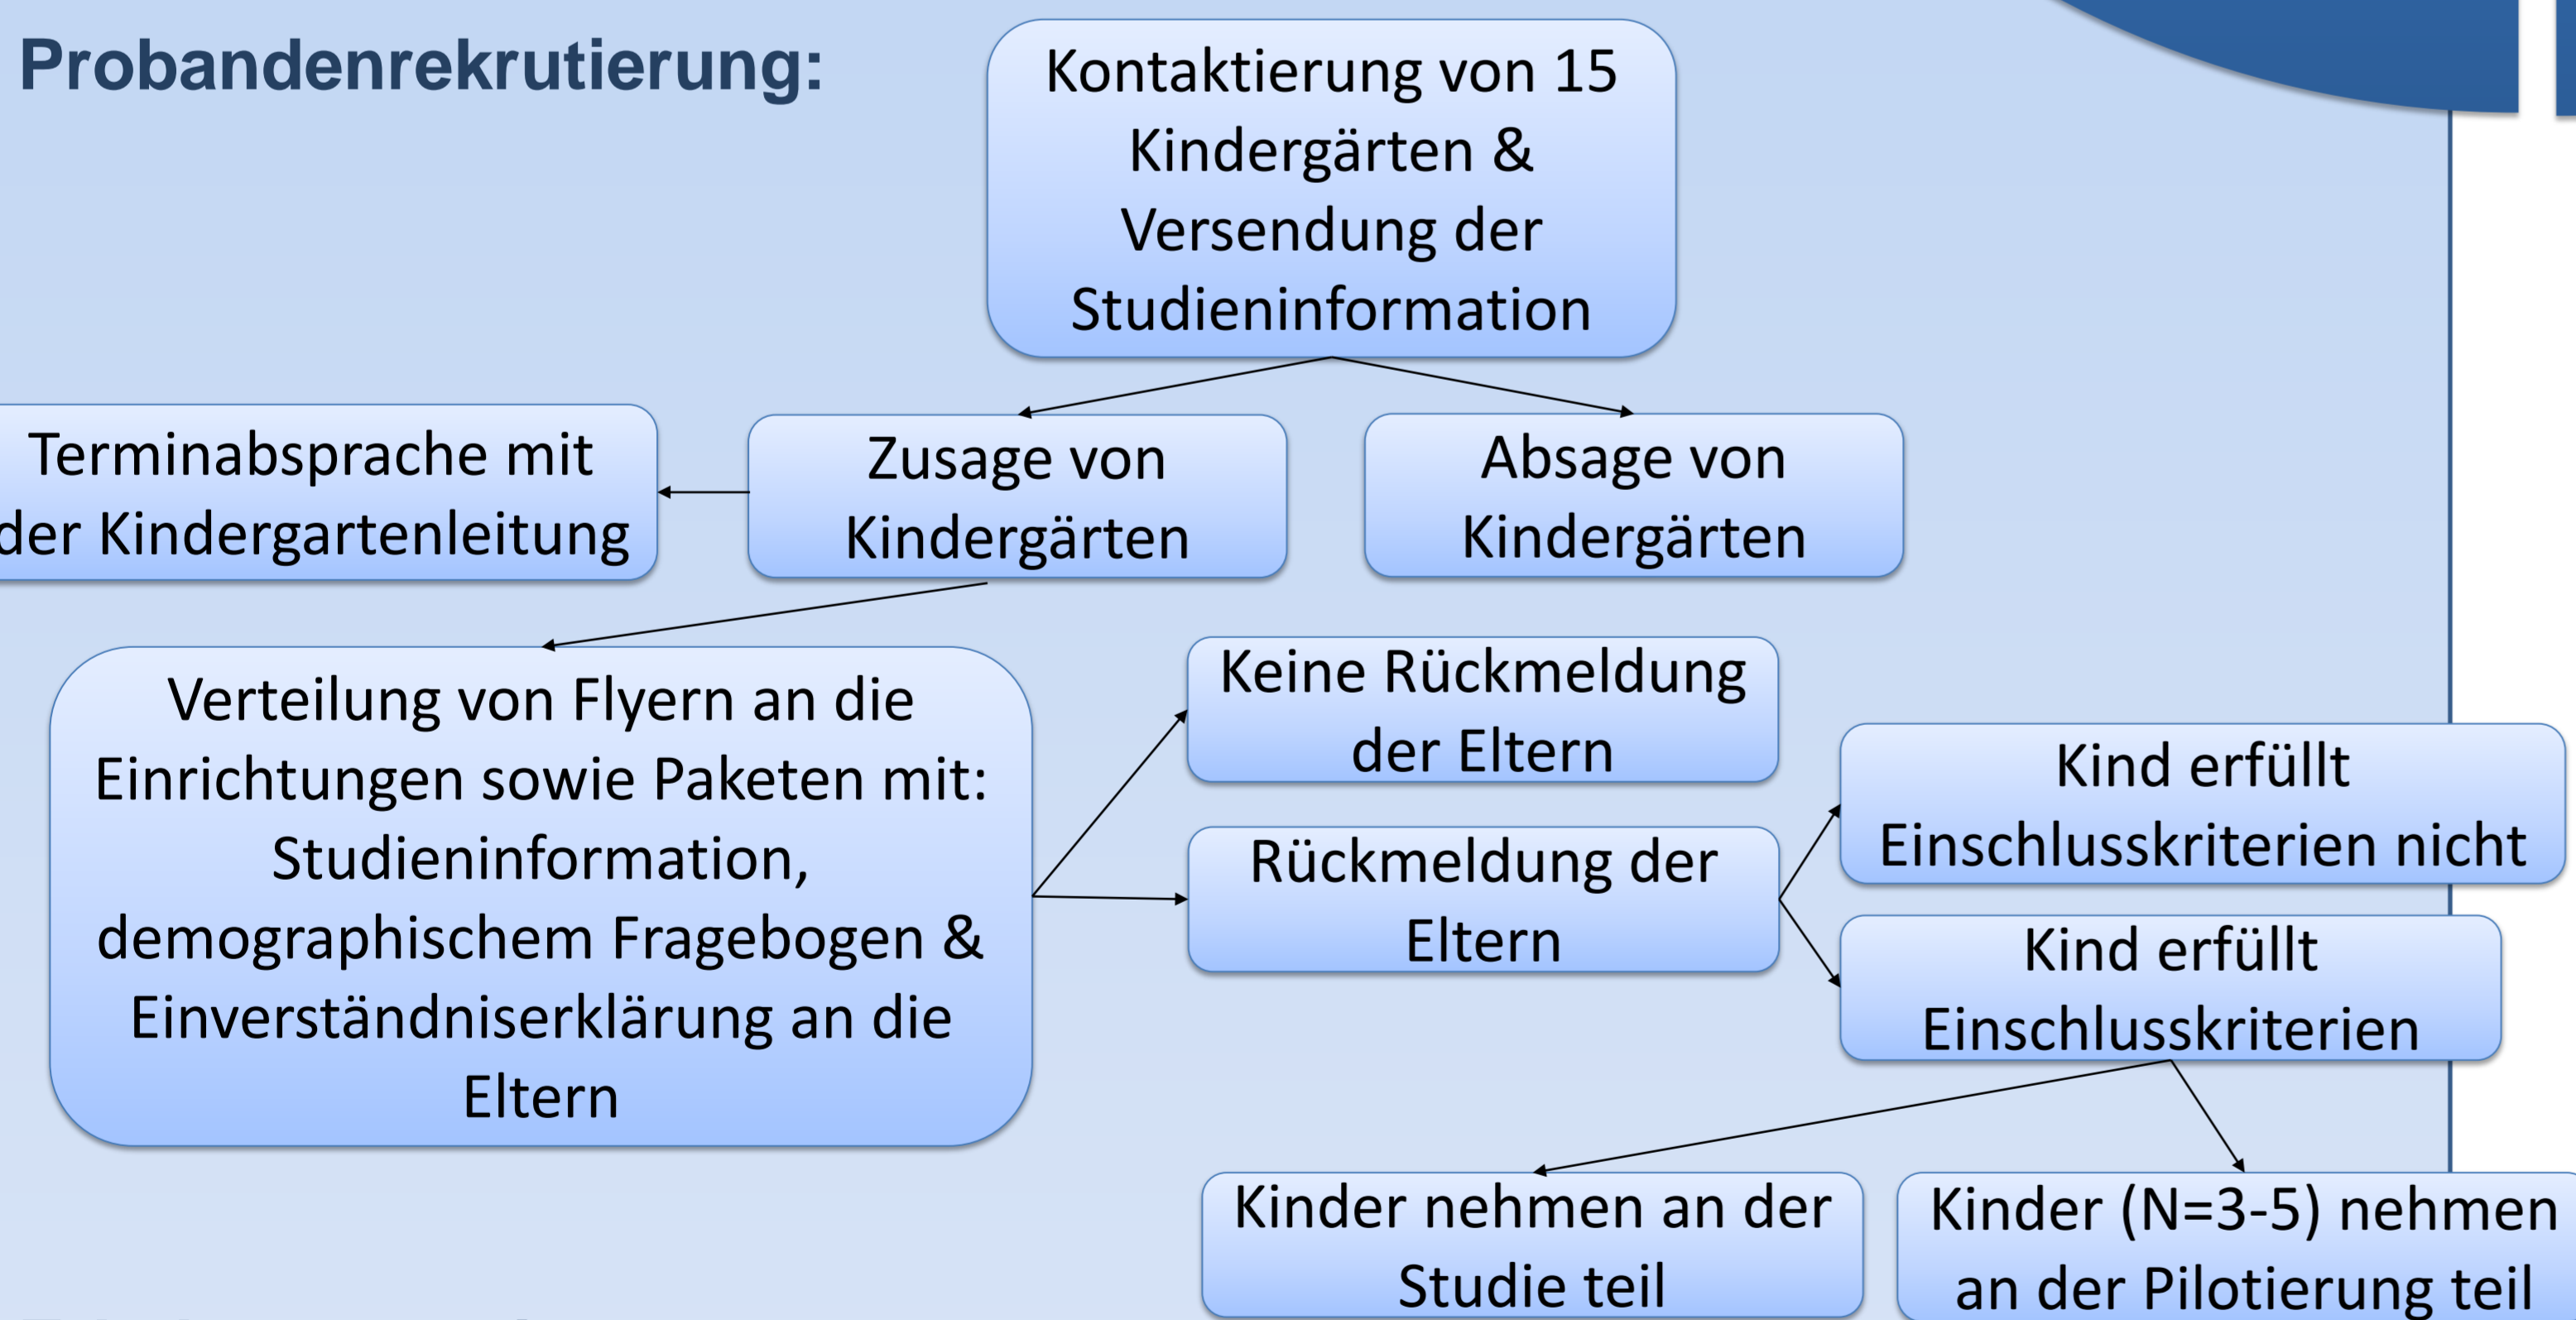 Probandenrekrutierung:
Kontaktierung von 15
Kindergärten &
Versendung der
Studieninformation
Terminabsprache mit
der Kindergartenleitung
Zusage von
Kindergärten
Absage von
Kindergärten
Verteilung von Flyern an die
Einrichtungen sowie Paketen mit:
Studieninformation,
demographischem Fragebogen &
Einverständniserklärung an die
Eltern
Keine Rückmeldung
der Eltern
Rückmeldung der
Eltern
Kind erfüllt
Einschlusskriterien nicht
Kind erfüllt
Einschlusskriterien
Kinder nehmen an der
Studie teil
Kinder (N=3-5) nehmen
an der Pilotierung teil